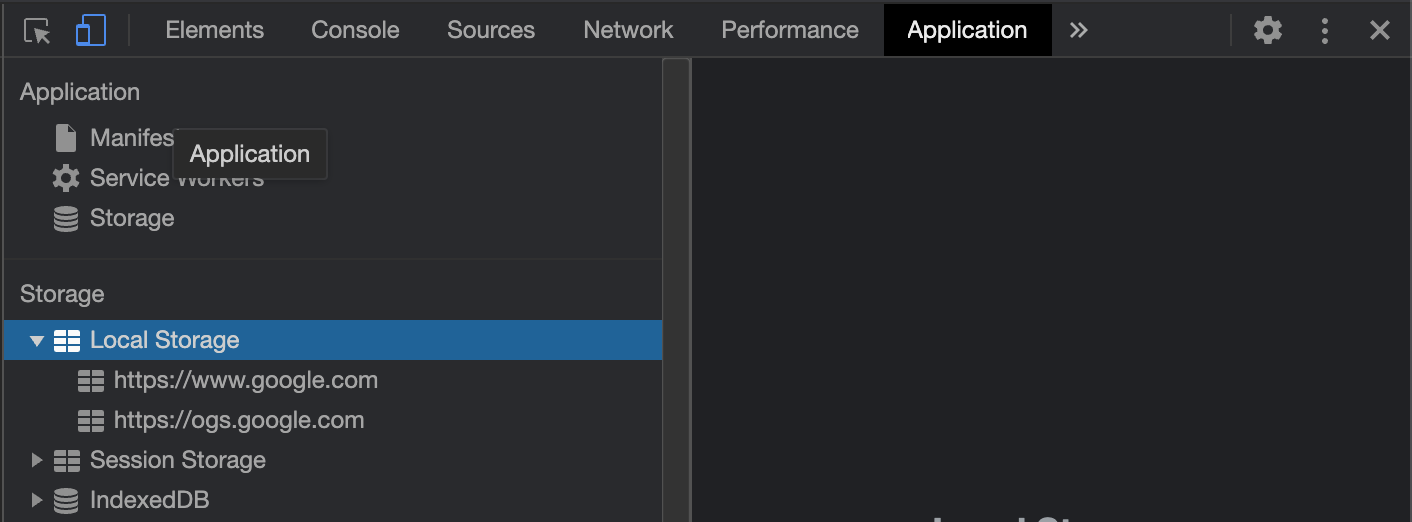 Elements Console Sources Network Performance Application
Application
Application
Service Workers
Storage
Storage
Local Storage
https://www.google.com
https://ogs.google.com
Session Storage
IndexedDB